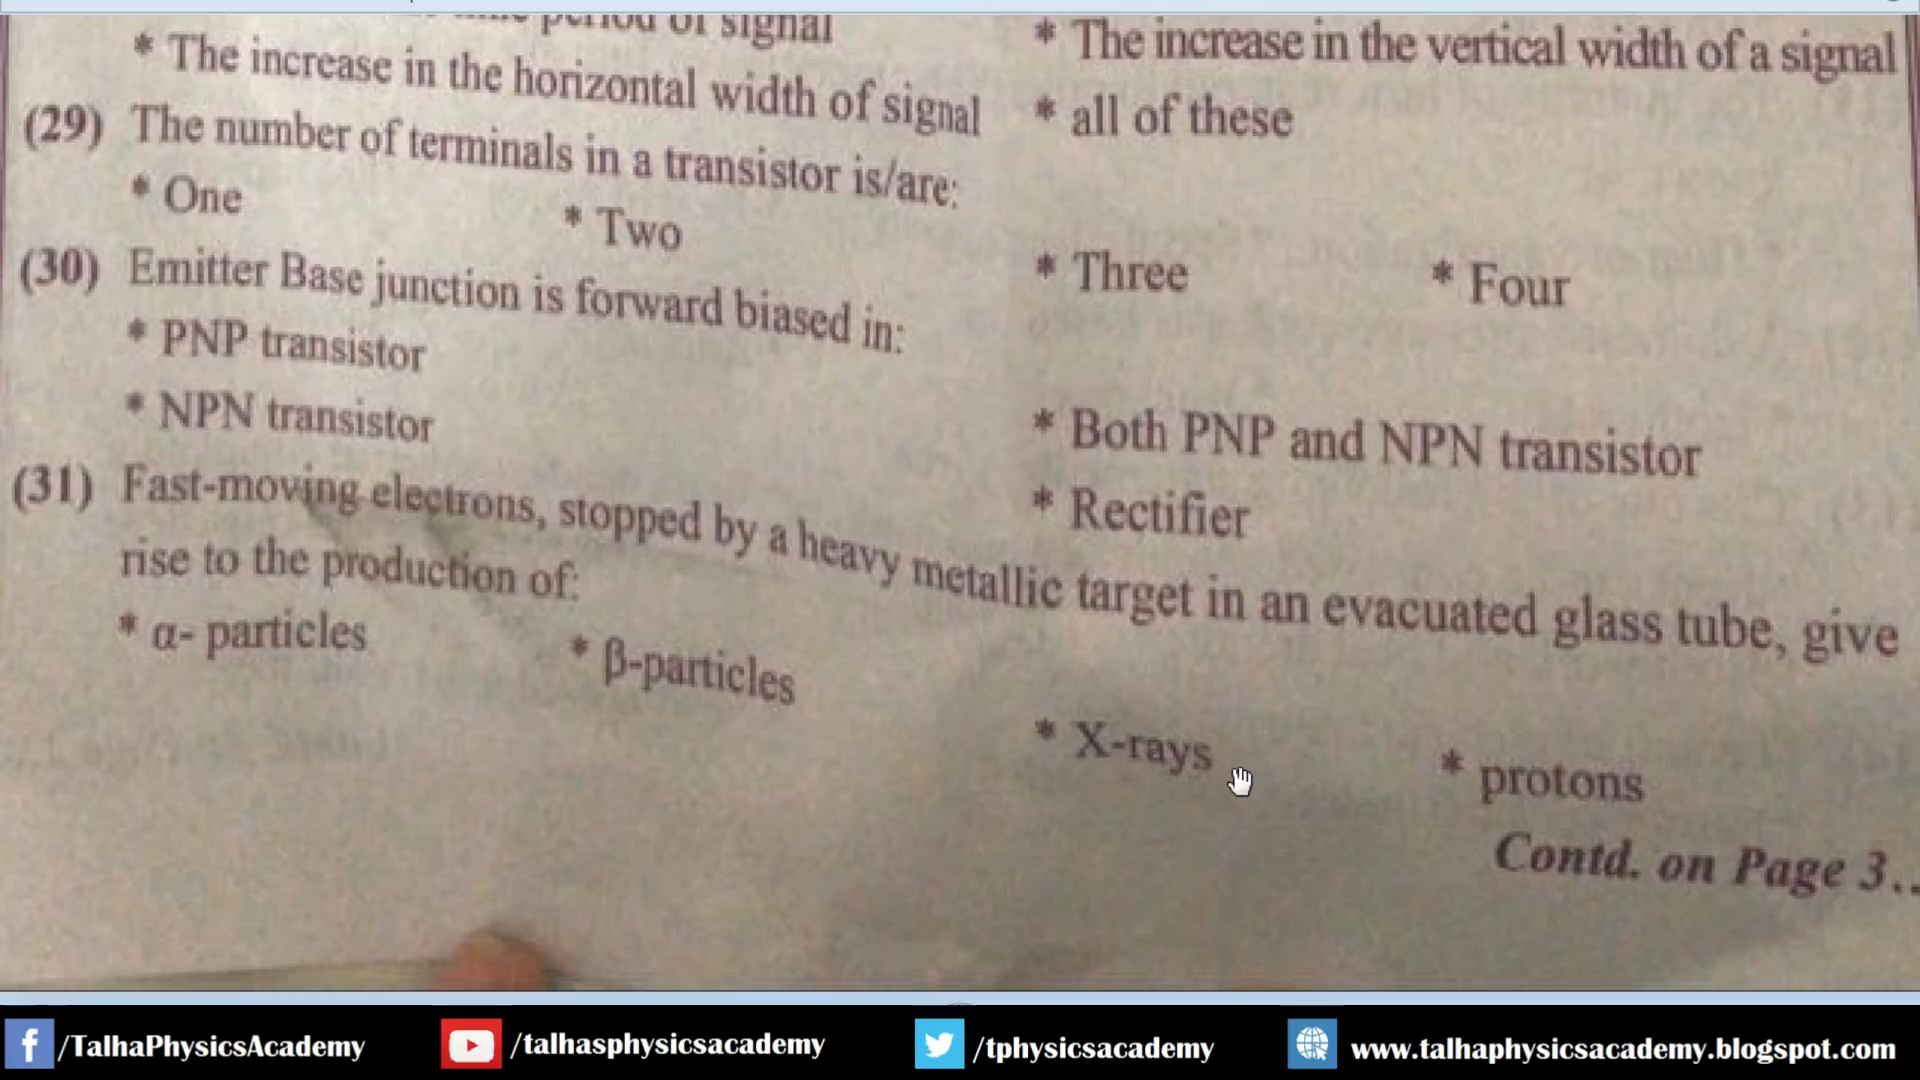 period of signal
* The increase in the vertical width of a signal
* The increase in the horizontal width of signal * all of these
(29) The number of terminals in a transistor is/are:
* One * Two * Three * Four
(30) Emitter Base junction is forward biased in:
* PNP transistor * Both PNP and NPN transistor
* NPN transistor * Rectifier
(31) Fast-moving electrons, stopped by a heavy metallic target in an evacuated glass tube, give
rise to the production of:
* α- particles * β-particles * X-rays * protons
Contd. on Page 3..
/TalhaPhysicsAcademy /talhasphysicsacademy /tphysicsacademy www.talhaphysicsacademy.blogspot.com